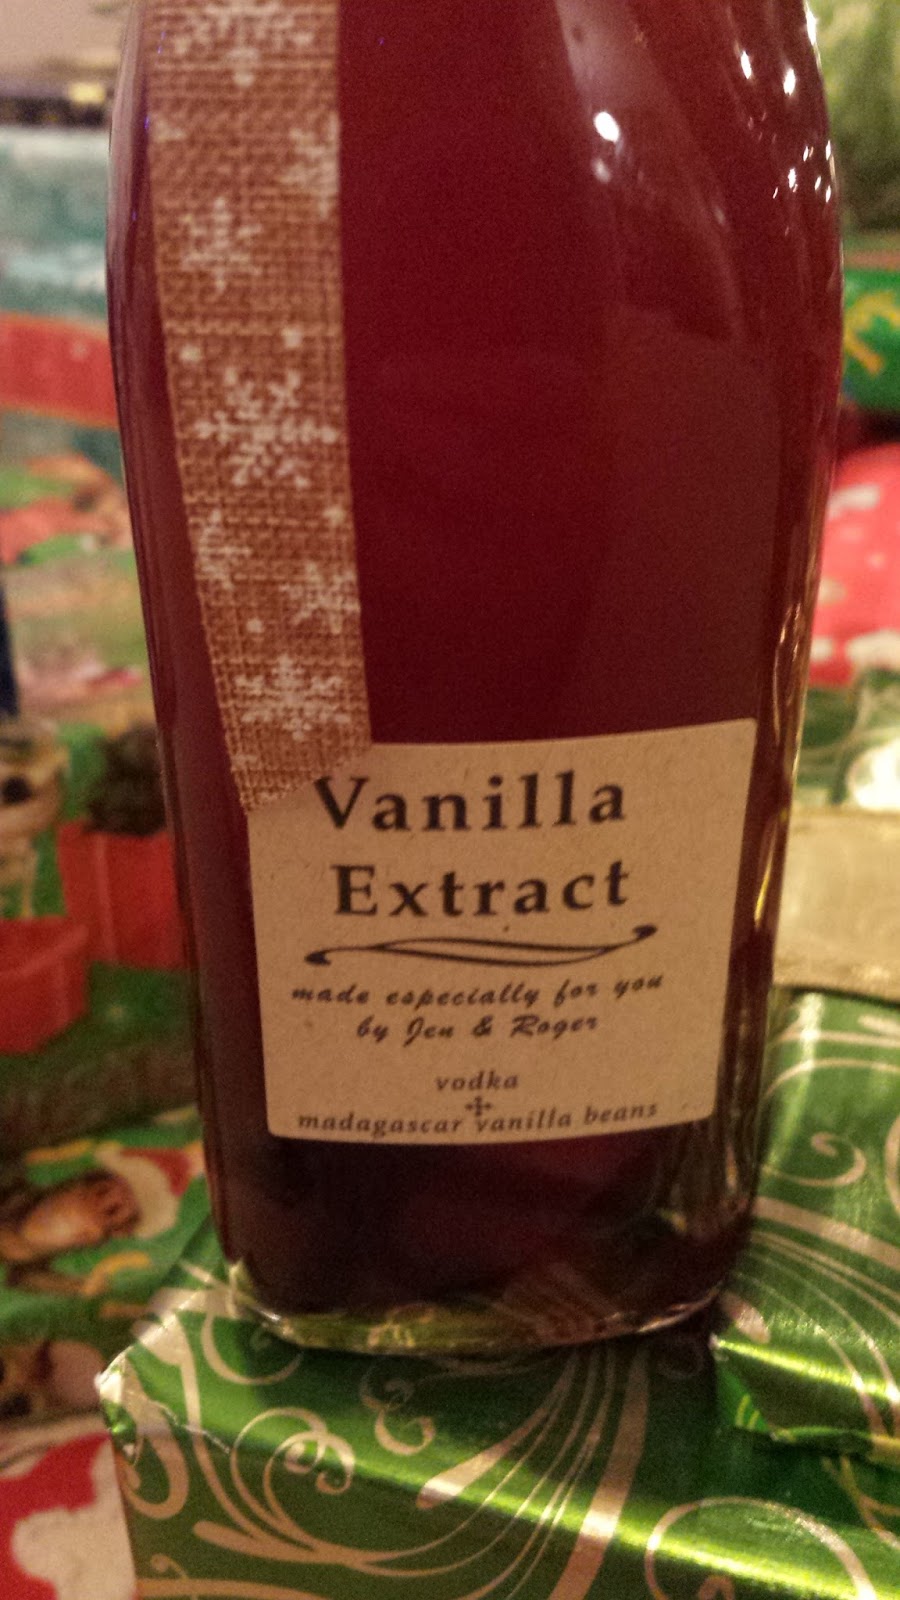 Vanilla
Extract
made especially for you
by Jen & Roger
vodka
madagascar vanilla beans